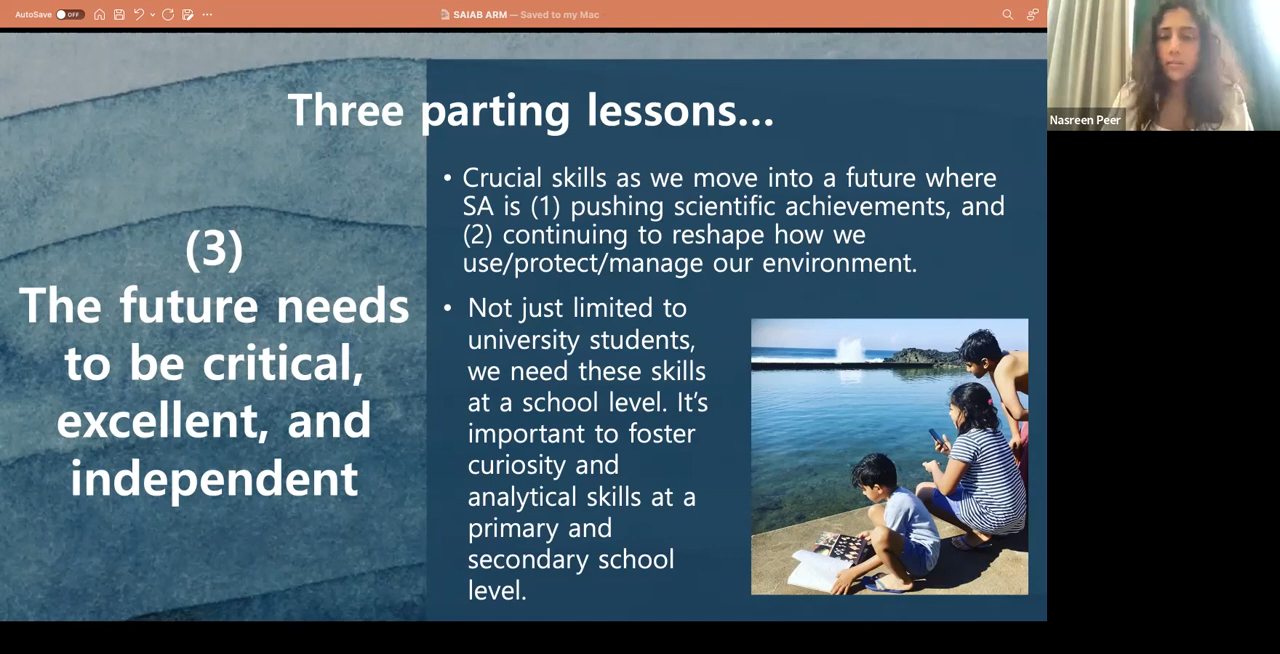 AutoSave OFF
SAIAB ARM — Saved to my Mac
Nasreen Peer
Three parting lessons...
(3)
The future needs
to be critical,
excellent, and
independent
• Crucial skills as we move into a future where
SA is (1) pushing scientific achievements, and
(2) continuing to reshape how we
use/protect/manage our environment.
• Not just limited to
university students,
we need these skills
at a school level. It's
important to foster
curiosity and
analytical skills at a
primary and
secondary school
level.